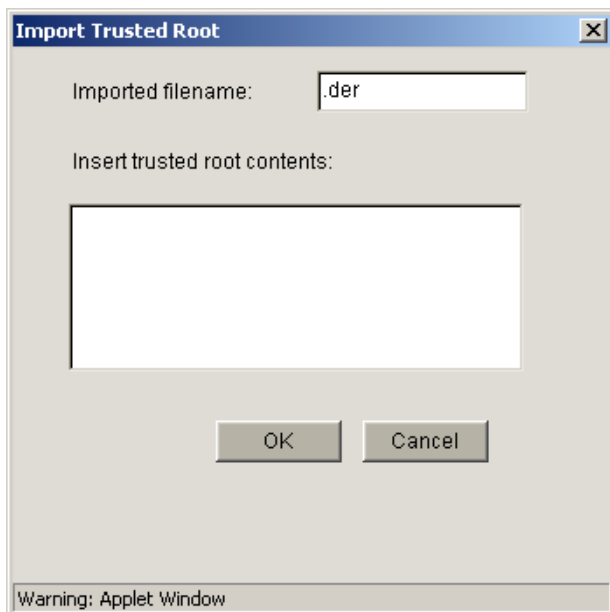 Import Trusted Root
Imported filename: .der
Insert trusted root contents:
OK Cancel
Warning: Applet Window